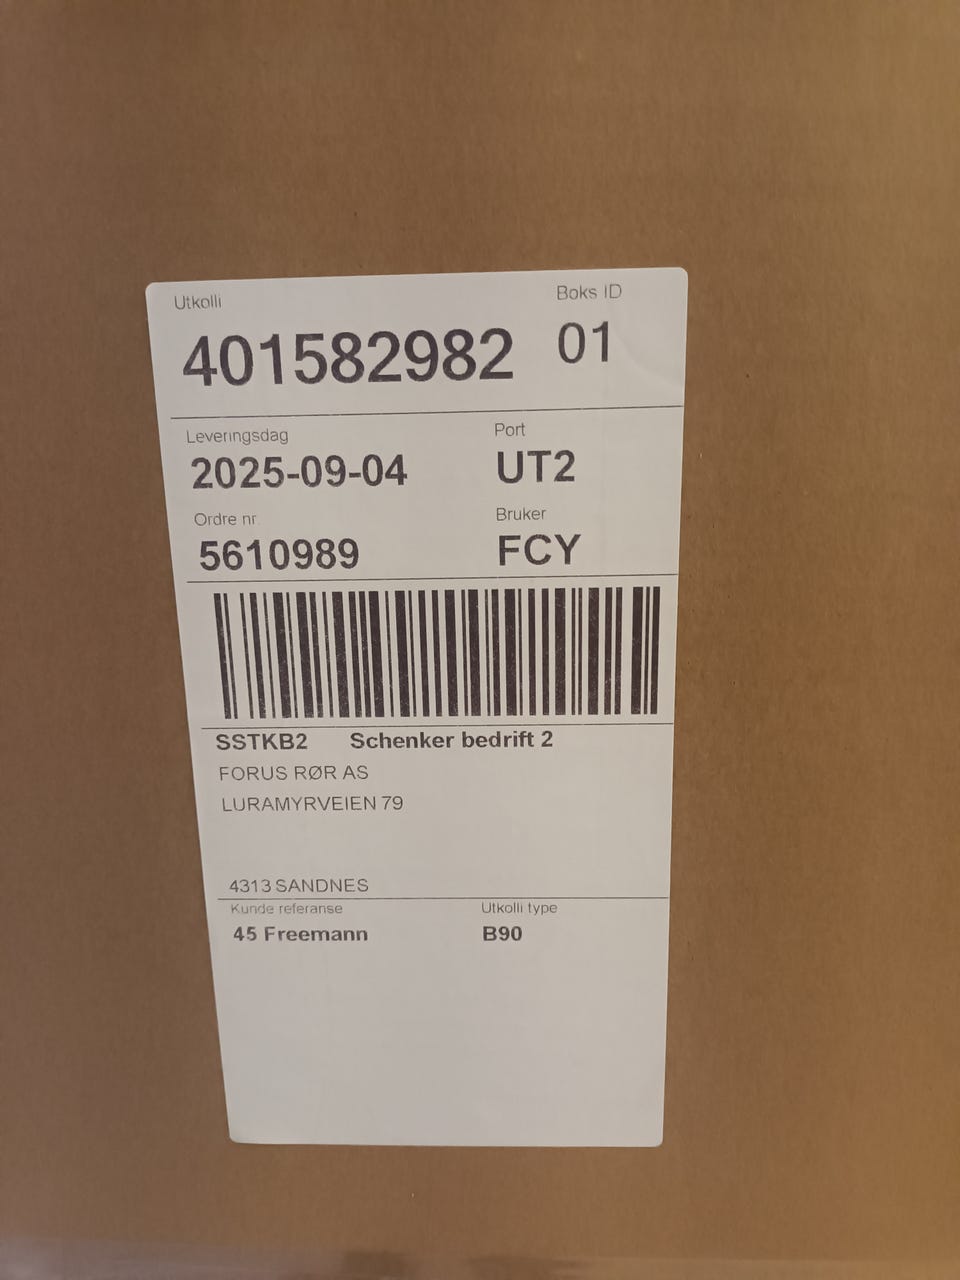 Utkolli Boks ID
401582982 01
Leveringsdag Port
2025-09-04 UT2
Ordre nr. Bruker
5610989 FCY
SSTKB2 Schenker bedrift 2
FORUS RØR AS
LURAMYRVEIEN 79
4313 SANDNES
Kunde referanse Utkolli type
45 Freemann B90